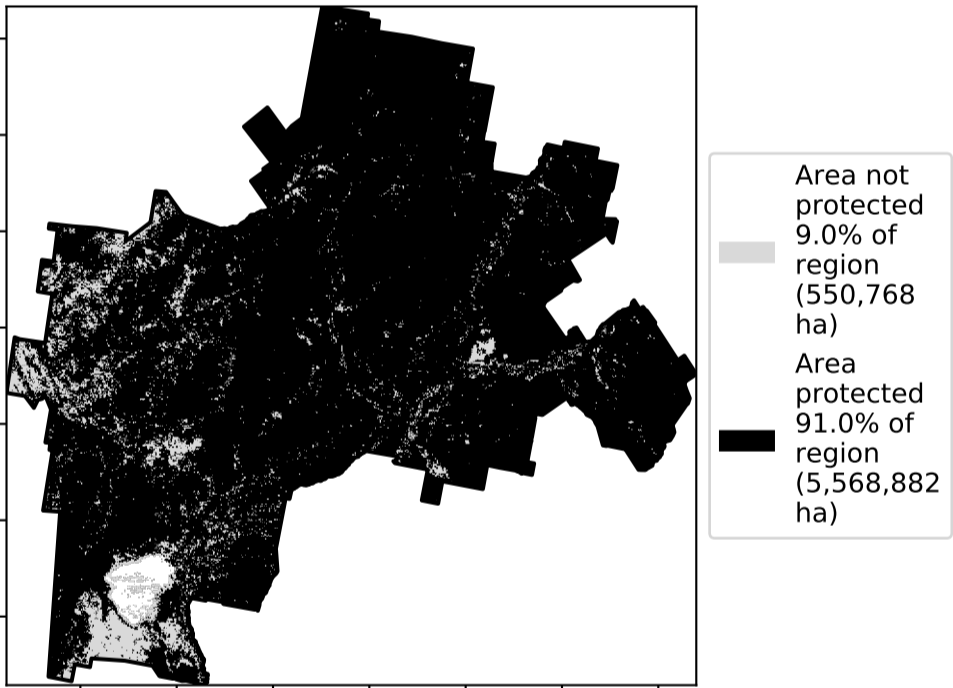 Area not
protected
9.0% of
region
(550,768
ha)
Area
protected
91.0% of
region
(5,568,882
ha)